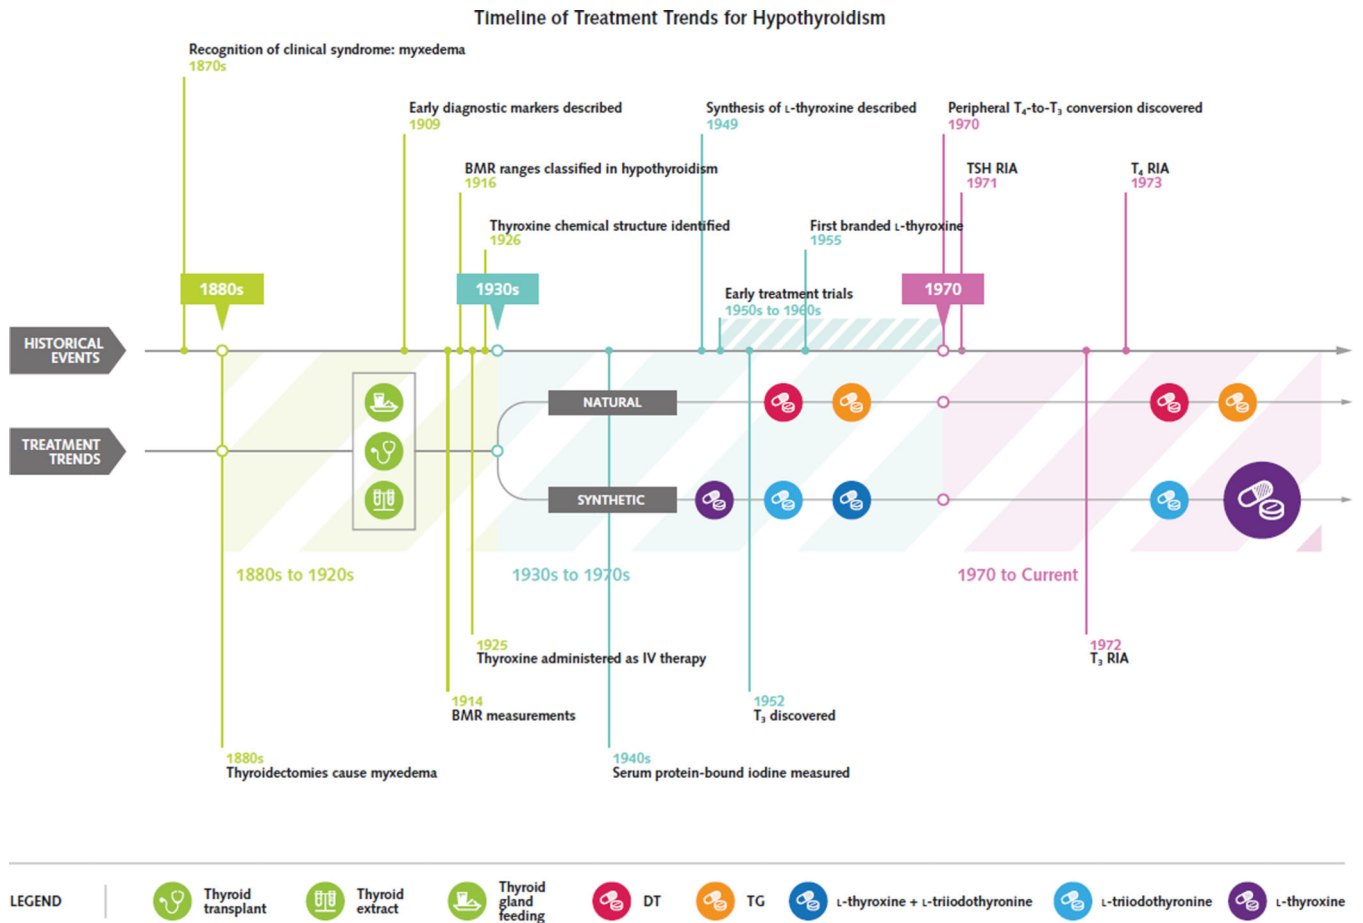 Timeline of Treatment Trends for Hypothyroidism
Recognition of clinical syndrome: myxedema
1870s
Early diagnostic markers described
1909
Synthesis of L-thyroxine described
1949
Peripheral T₄-to-T₃ conversion discovered
1970
BMR ranges classified in hypothyroidism
1916
TSH RIA
1971
T₄ RIA
1973
Thyroxine chemical structure identified
1926
First branded L-thyroxine
1955
1880s
1930s
Early treatment trials
1950s to 1960s
1970
HISTORICAL
EVENTS
NATURAL
TREATMENT
TRENDS
SYNTHETIC
1880s to 1920s
1930s to 1970s
1970 to Current
1925
Thyroxine administered as IV therapy
1972
T₃ RIA
1914
BMR measurements
1952
T₃ discovered
1880s
Thyroidectomies cause myxedema
1940s
Serum protein-bound iodine measured
LEGEND
Thyroid
transplant
Thyroid
extract
Thyroid
gland
feeding
DT
TG
L-thyroxine + L-triiodothyronine
L-triiodothyronine
L-thyroxine